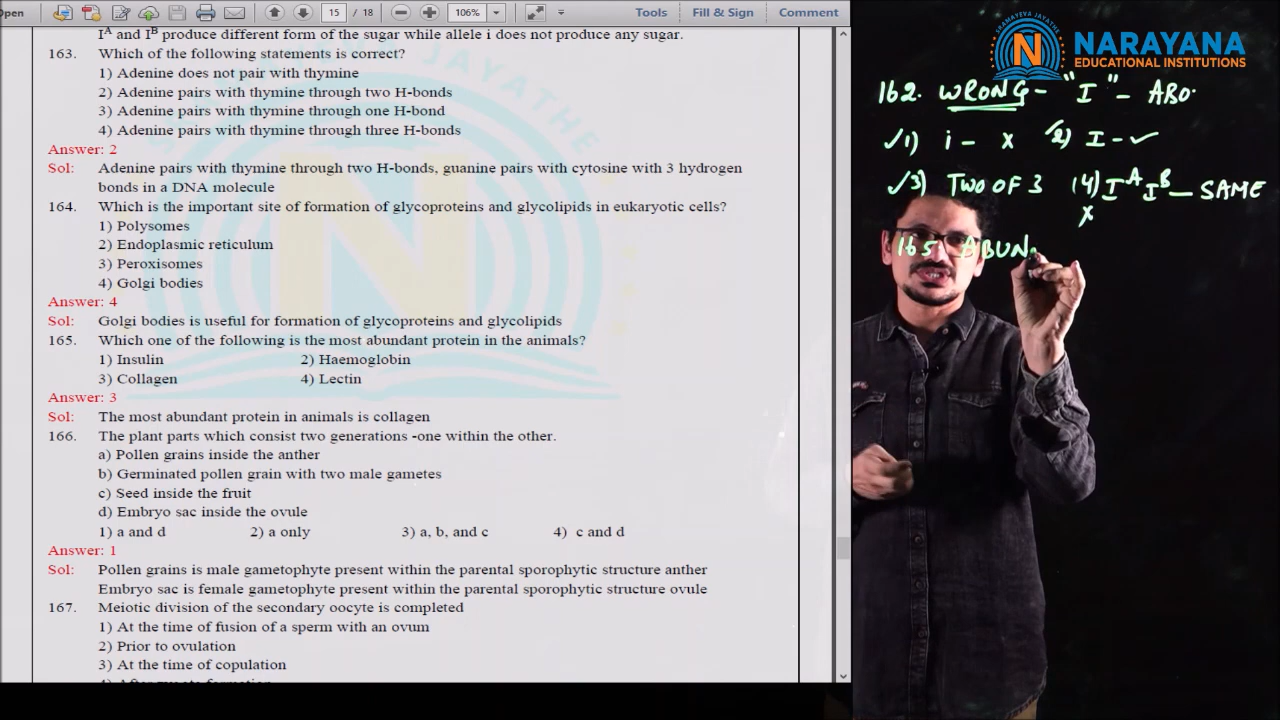 Open 15 / 18 106% Tools Fill & Sign Comment
I^A and I^B produce different form of the sugar while allele i does not produce any sugar.
163. Which of the following statements is correct?
1) Adenine does not pair with thymine
2) Adenine pairs with thymine through two H-bonds
3) Adenine pairs with thymine through one H-bond
4) Adenine pairs with thymine through three H-bonds
Answer: 2
Sol: Adenine pairs with thymine through two H-bonds, guanine pairs with cytosine with 3 hydrogen
bonds in a DNA molecule
164. Which is the important site of formation of glycoproteins and glycolipids in eukaryotic cells?
1) Polysomes
2) Endoplasmic reticulum
3) Peroxisomes
4) Golgi bodies
Answer: 4
Sol: Golgi bodies is useful for formation of glycoproteins and glycolipids
165. Which one of the following is the most abundant protein in the animals?
1) Insulin 2) Haemoglobin
3) Collagen 4) Lectin
Answer: 3
Sol: The most abundant protein in animals is collagen
166. The plant parts which consist two generations -one within the other.
a) Pollen grains inside the anther
b) Germinated pollen grain with two male gametes
c) Seed inside the fruit
d) Embryo sac inside the ovule
1) a and d 2) a only 3) a, b, and c 4) c and d
Answer: 1
Sol: Pollen grains is male gametophyte present within the parental sporophytic structure anther
Embryo sac is female gametophyte present within the parental sporophytic structure ovule
167. Meiotic division of the secondary oocyte is completed
1) At the time of fusion of a sperm with an ovum
2) Prior to ovulation
3) At the time of copulation
SAMAYEVA JAYATHE
NARAYANA
EDUCATIONAL INSTITUTIONS
162. WRONG - "I" - ABO.
✓1) i - x ✓2) I - ✓
✓3) TWO OF 3 (4) I^A I^B — SAME
x
165. ABUN